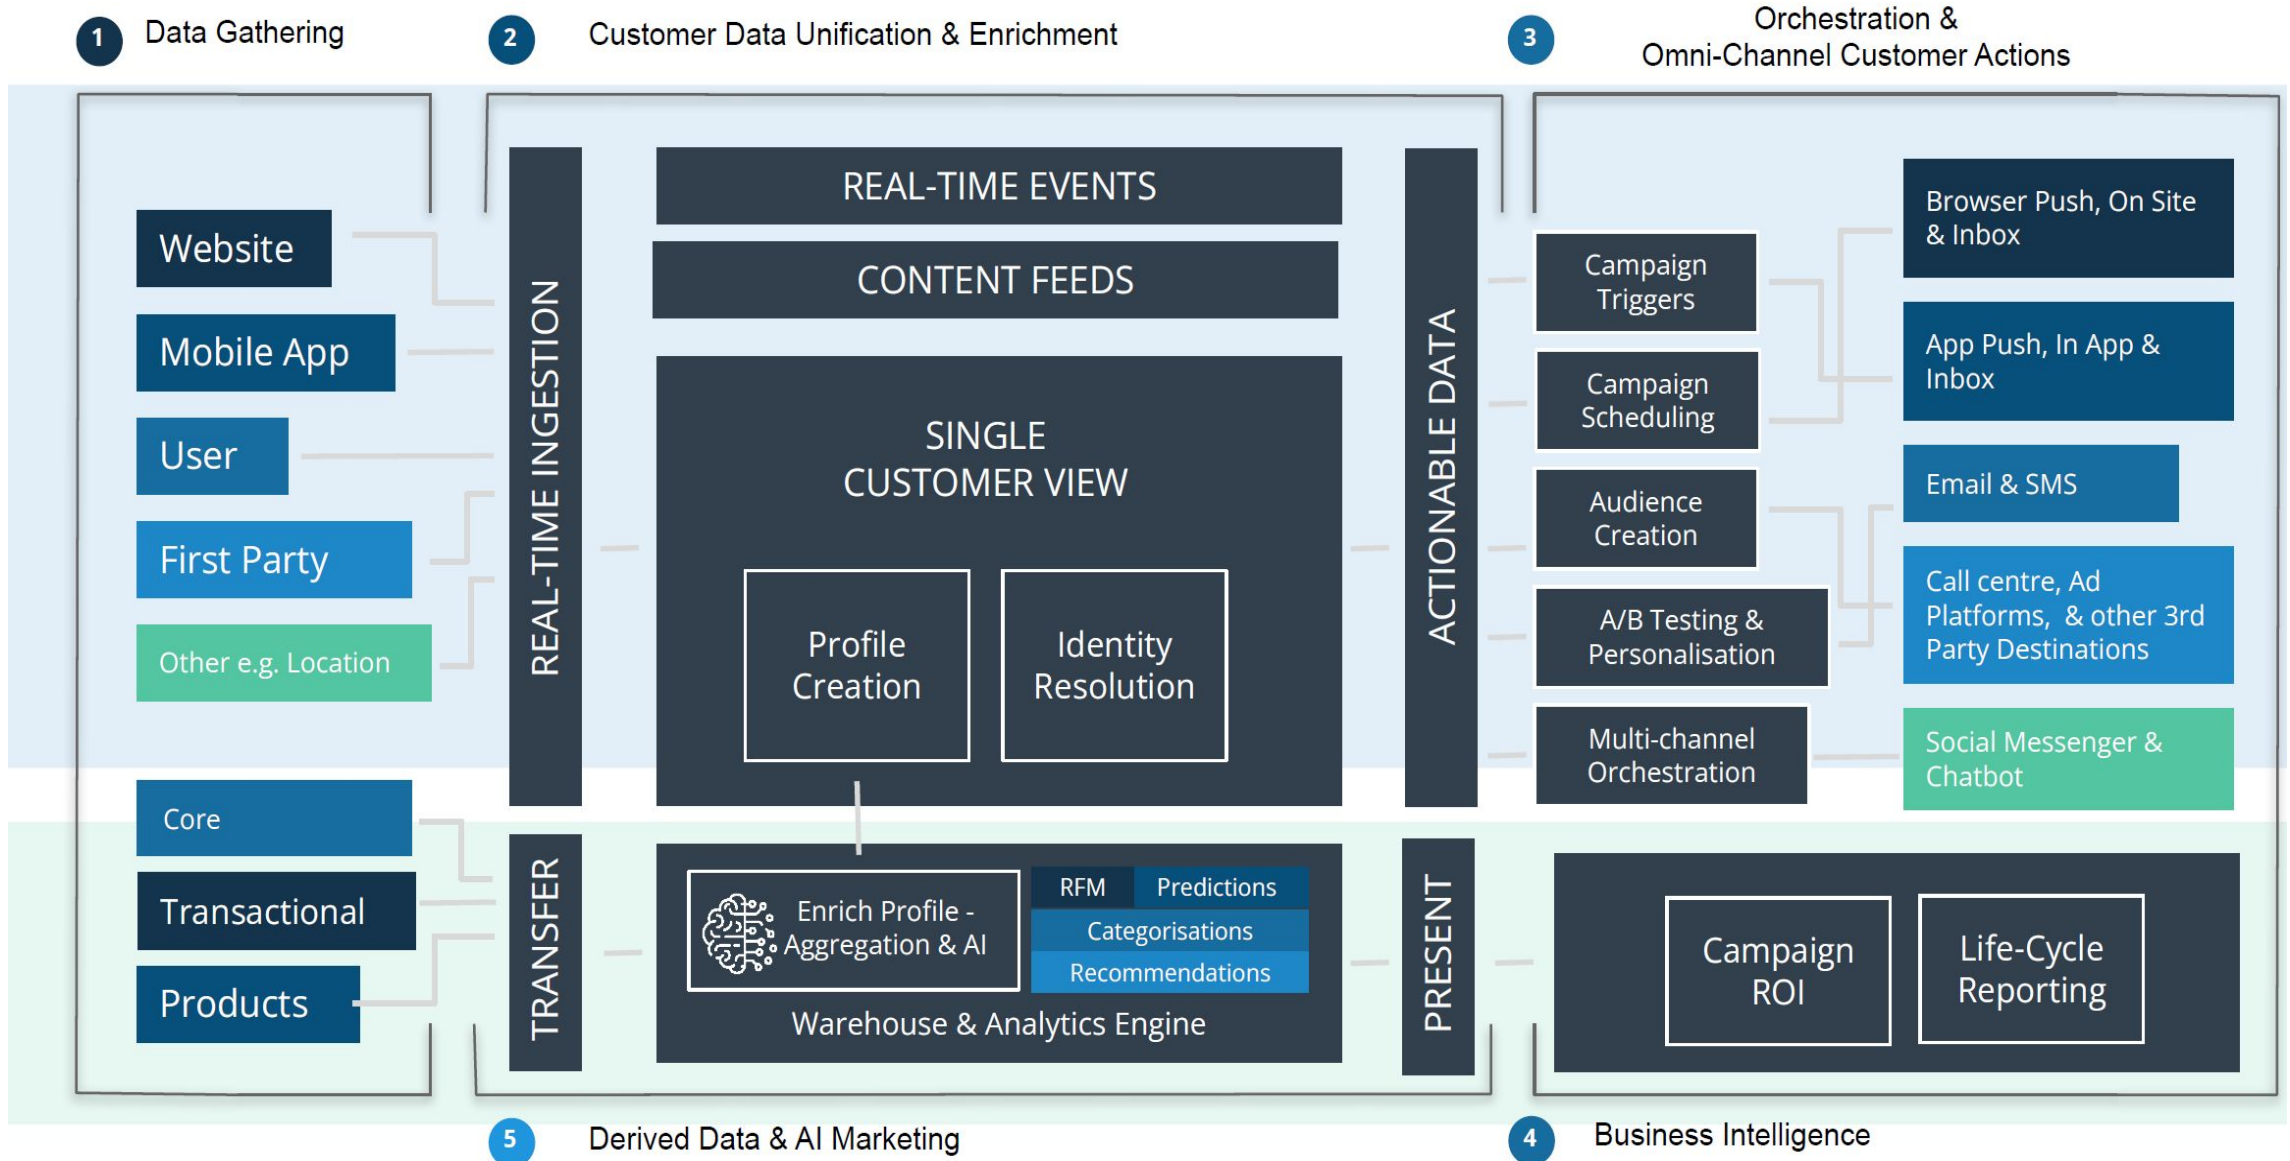 1
Data Gathering
2
Customer Data Unification & Enrichment
3
Orchestration &
Omni-Channel Customer Actions
Website
Mobile App
User
First Party
Other e.g. Location
Core
Transactional
Products
REAL-TIME INGESTION
TRANSFER
REAL-TIME EVENTS
CONTENT FEEDS
SINGLE
CUSTOMER VIEW
Profile
Creation
Identity
Resolution
Enrich Profile -
Aggregation & AI
RFM
Predictions
Categorisations
Recommendations
Warehouse & Analytics Engine
ACTIONABLE DATA
PRESENT
Campaign
Triggers
Campaign
Scheduling
Audience
Creation
A/B Testing &
Personalisation
Multi-channel
Orchestration
Browser Push, On Site
& Inbox
App Push, In App &
Inbox
Email & SMS
Call centre, Ad
Platforms, & other 3rd
Party Destinations
Social Messenger &
Chatbot
Campaign
ROI
Life-Cycle
Reporting
5
Derived Data & AI Marketing
4
Business Intelligence